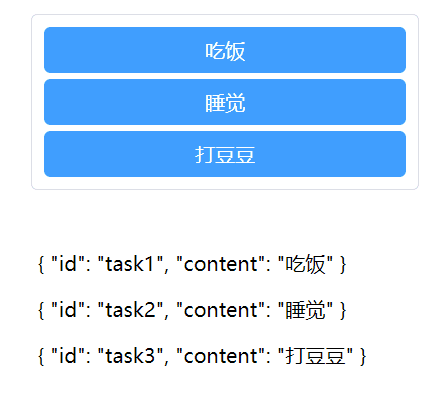 吃饭
睡觉
打豆豆
{ "id": "task1", "content": "吃饭" }
{ "id": "task2", "content": "睡觉" }
{ "id": "task3", "content": "打豆豆" }